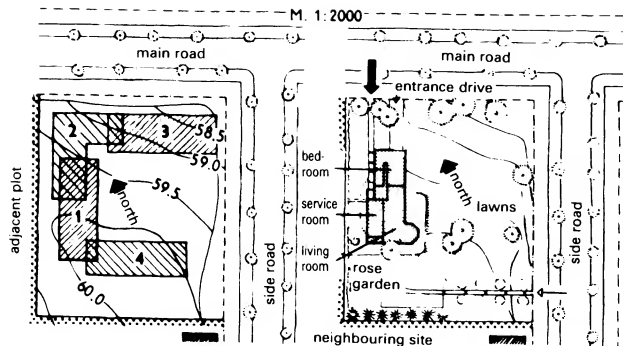 M. 1:2000
main road
main road
entrance drive
2
3
58.5
59.0
59.5
north
1
4
60.0
adjacent plot
side road
bed-
room
service
room
living
room
north
lawns
rose
garden
side road
neighbouring site